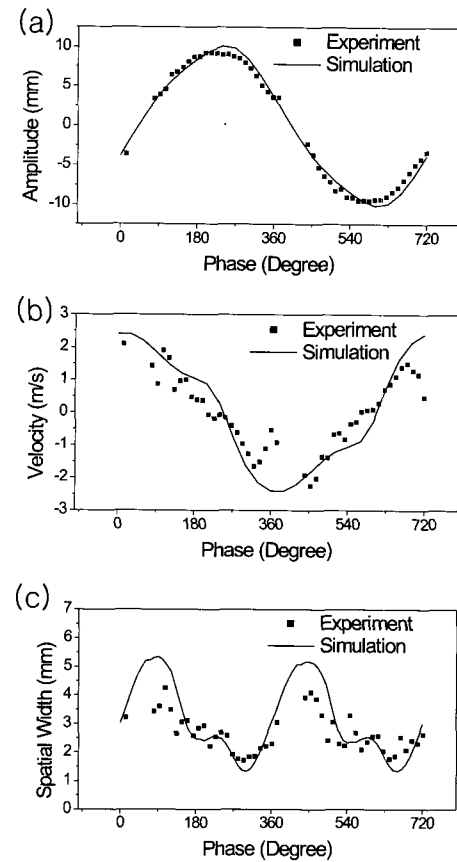 (a)
10
5
0
-5
-10
Amplitude (mm)
Experiment
Simulation
0 180 360 540 720
Phase (Degree)
(b)
3
2
1
0
-1
-2
-3
Velocity (m/s)
Experiment
Simulation
0 180 360 540 720
Phase (Degree)
(c)
7
6
5
4
3
2
1
0
Spatial Width (mm)
Experiment
Simulation
0 180 360 540 720
Phase (Degree)